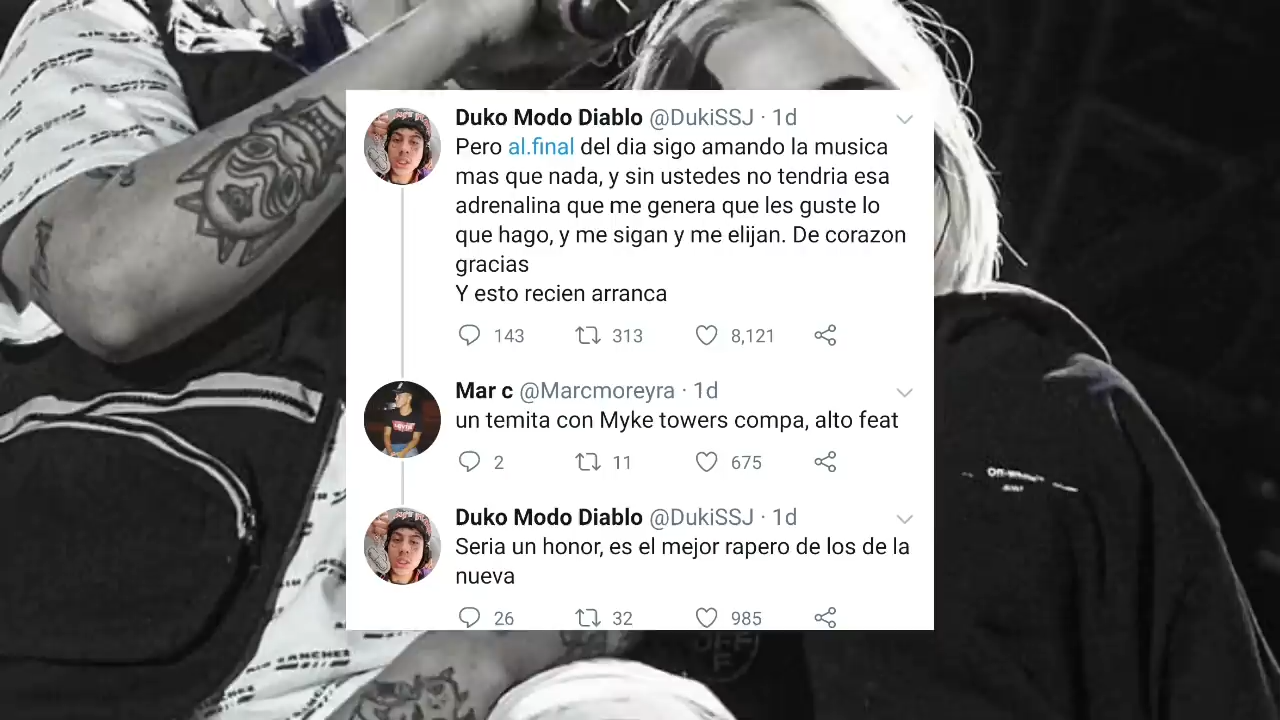 Duko Modo Diablo @DukiSSJ · 1d
Pero al.final del dia sigo amando la musica
mas que nada, y sin ustedes no tendria esa
adrenalina que me genera que les guste lo
que hago, y me sigan y me elijan. De corazon
gracias
Y esto recien arranca
143 313 8,121
Mar c @Marcmoreyra · 1d
un temita con Myke towers compa, alto feat
2 11 675
Duko Modo Diablo @DukiSSJ · 1d
Seria un honor, es el mejor rapero de los de la
nueva
26 32 985
Off-White